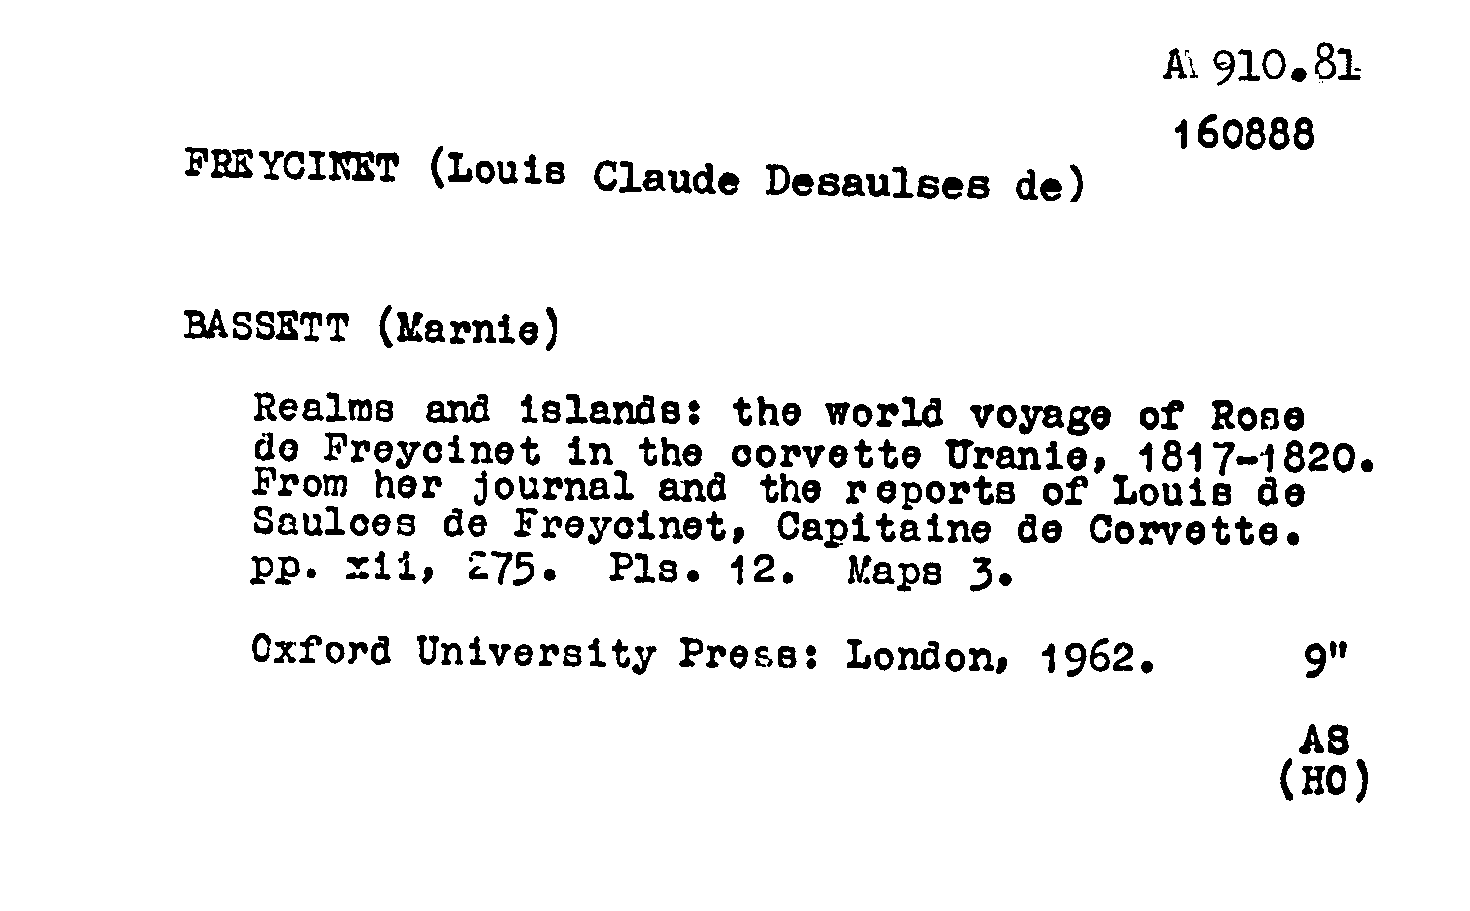 A 910.81
160888
FREYCINET (Louis Claude Desaulses de)
BASSETT (Marnie)
Realms and islands: the world voyage of Rose
de Freycinet in the corvette Uranie, 1817-1820.
From her journal and the reports of Louis de
Saulces de Freycinet, Capitaine de Corvette.
pp. xii, 275. Pls. 12. Maps 3.
Oxford University Press: London, 1962. 9"
AS
(HO)